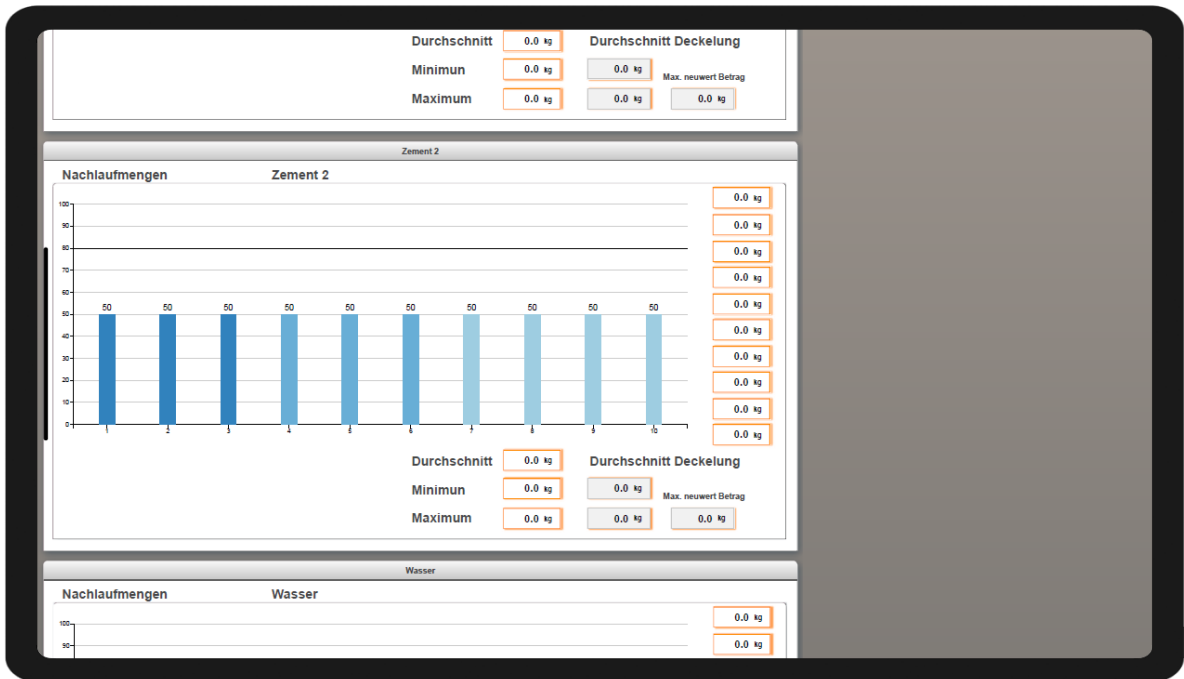 Durchschnitt 0.0 kg Durchschnitt Deckelung
Minimun 0.0 kg 0.0 kg Max. neuwert Betrag
Maximum 0.0 kg 0.0 kg 0.0 kg
Zement 2
Nachlaufmengen Zement 2
0.0 kg
100
90
80
70
60
50
40
30
20
10
0
50 50 50 50 50 50 50 50 50 50
1 2 3 4 5 6 7 8 9 10
0.0 kg
0.0 kg
0.0 kg
0.0 kg
0.0 kg
0.0 kg
0.0 kg
0.0 kg
0.0 kg
Durchschnitt 0.0 kg Durchschnitt Deckelung
Minimun 0.0 kg 0.0 kg Max. neuwert Betrag
Maximum 0.0 kg 0.0 kg 0.0 kg
Wasser
Nachlaufmengen Wasser
100
90
0.0 kg
0.0 kg